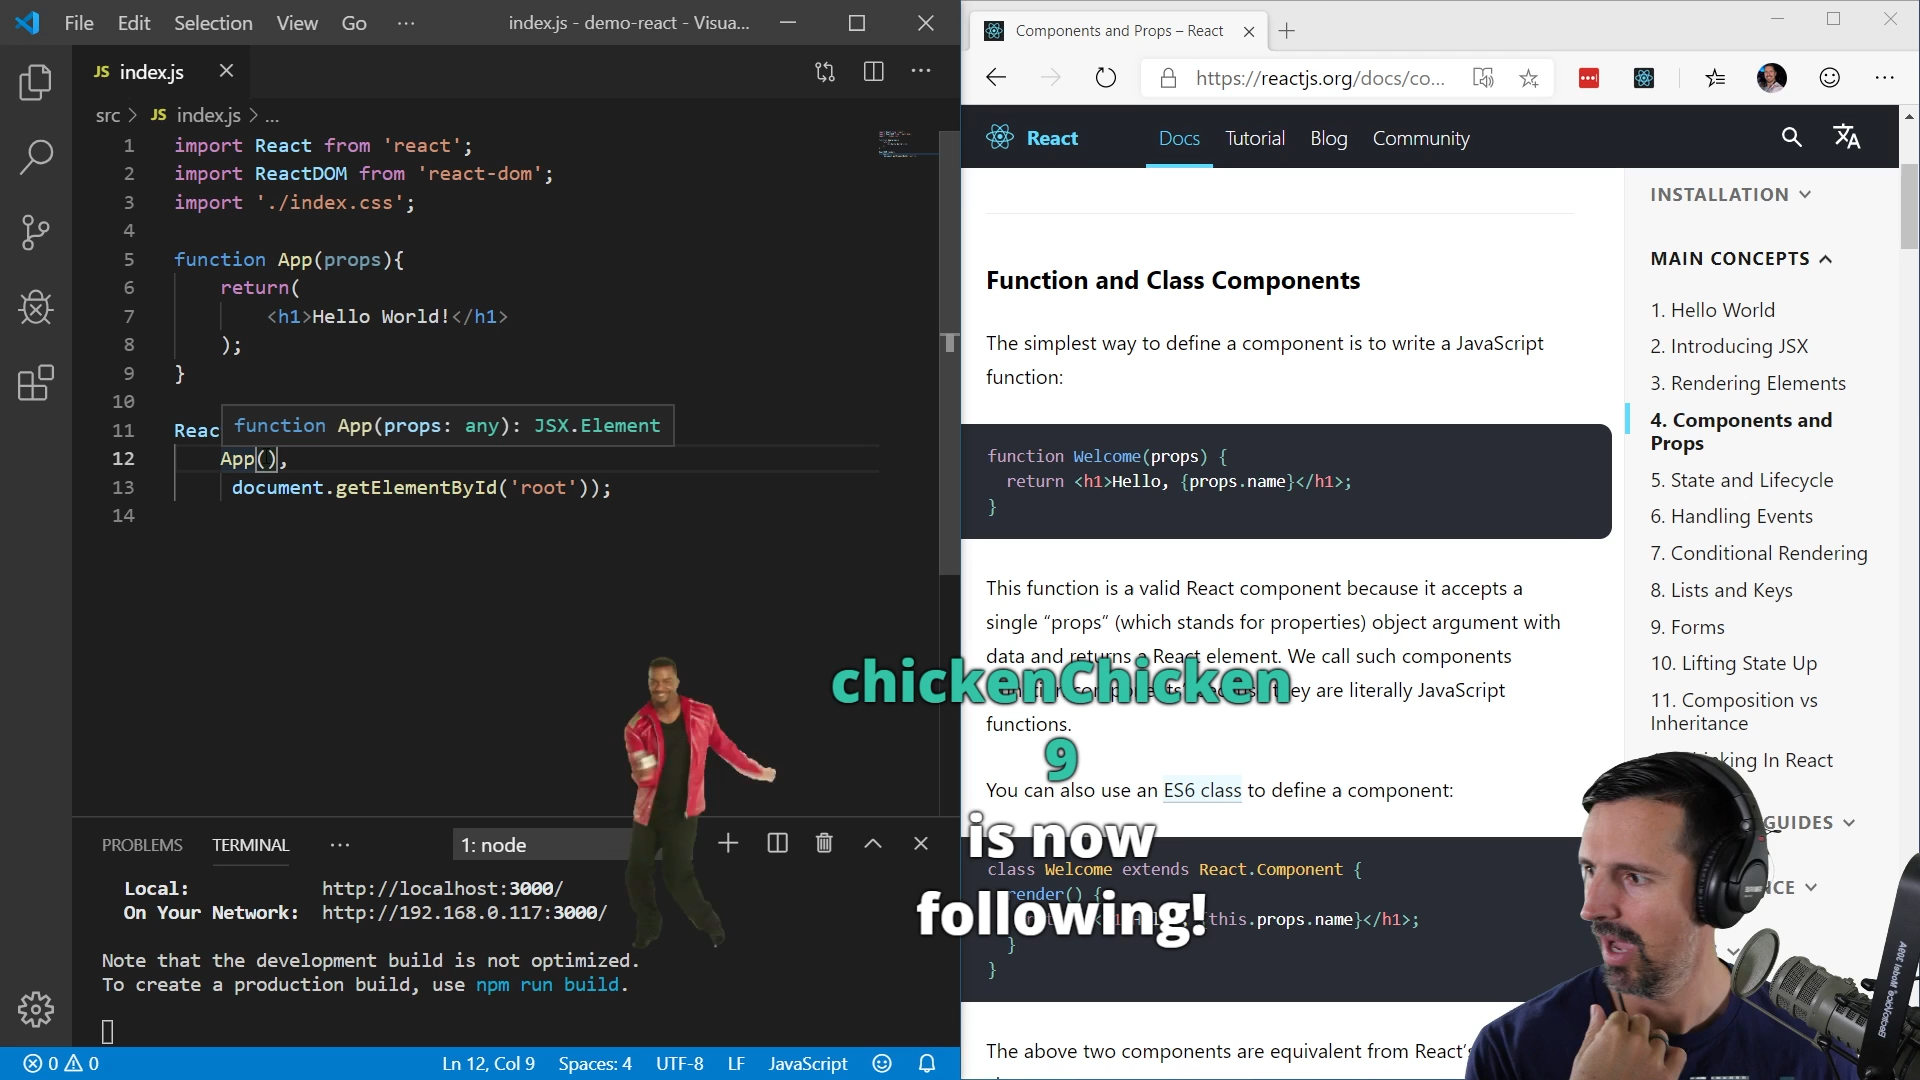 File Edit Selection View Go ··· index.js - demo-react - Visua...
JS index.js
src > JS index.js > ...
1 import React from 'react';
2 import ReactDOM from 'react-dom';
3 import './index.css';
4
5 function App(props){
6 return(
7 <h1>Hello World!</h1>
8 );
9 }
10
function App(props: any): JSX.Element
11 Reac
12 App(),
13 document.getElementById('root'));
14
PROBLEMS TERMINAL ··· 1: node
Local: http://localhost:3000/
On Your Network: http://192.168.0.117:3000/
Note that the development build is not optimized.
To create a production build, use npm run build.
0 0 Ln 12, Col 9 Spaces: 4 UTF-8 LF JavaScript
Components and Props – React
https://reactjs.org/docs/co...
React Docs Tutorial Blog Community
Function and Class Components
The simplest way to define a component is to write a JavaScript
function:
function Welcome(props) {
return <h1>Hello, {props.name}</h1>;
}
This function is a valid React component because it accepts a
single “props” (which stands for properties) object argument with
data and returns a React element. We call such components
they are literally JavaScript
functions.
You can also use an ES6 class to define a component:
class Welcome extends React.Component {
render() {
{this.props.name}</h1>;
}
}
The above two components are equivalent from React’s
chickenChicken
9
is now
following!
INSTALLATION
MAIN CONCEPTS
1. Hello World
2. Introducing JSX
3. Rendering Elements
4. Components and
Props
5. State and Lifecycle
6. Handling Events
7. Conditional Rendering
8. Lists and Keys
9. Forms
10. Lifting State Up
11. Composition vs
Inheritance
In React
GUIDES